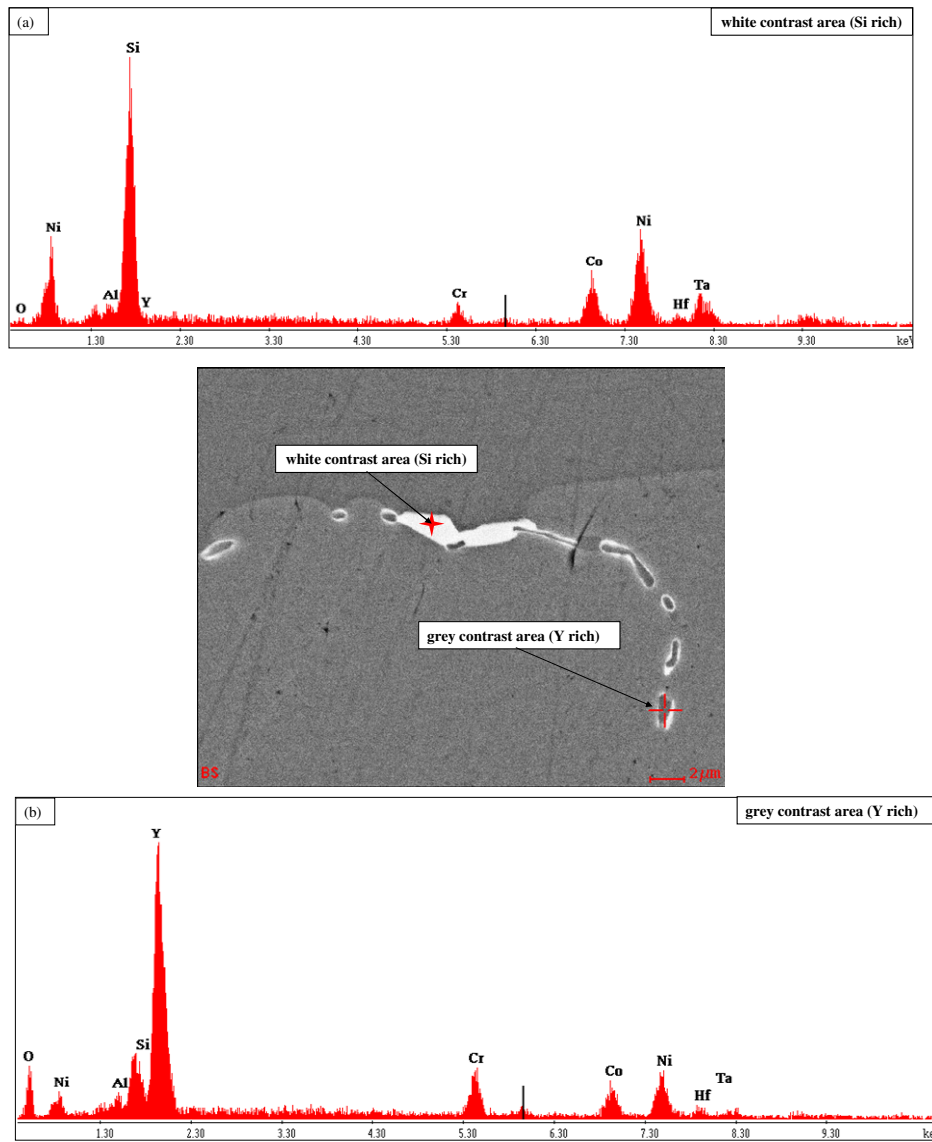 (a)
white contrast area (Si rich)
Si
Ni
Ni
Co
Ta
Al
Cr
Hf
O
Y
1.30 2.30 3.30 4.30 5.30 6.30 7.30 8.30 9.30 keV
white contrast area (Si rich)
grey contrast area (Y rich)
BS
2µm
(b)
grey contrast area (Y rich)
Y
Si
O
Cr
Ni
Co
Ta
Ni
Al
Hf
1.30 2.30 3.30 4.30 5.30 6.30 7.30 8.30 9.30 ke